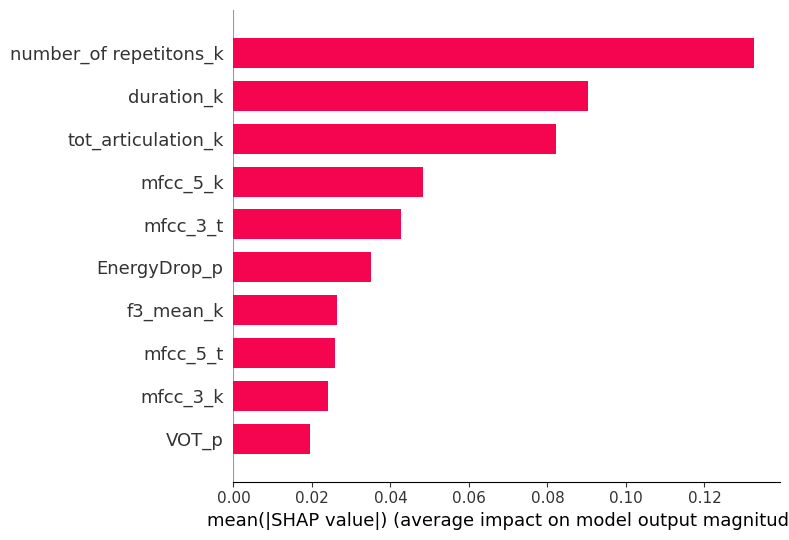 number_of repetitons_k
duration_k
tot_articulation_k
mfcc_5_k
mfcc_3_t
EnergyDrop_p
f3_mean_k
mfcc_5_t
mfcc_3_k
VOT_p
0.00 0.02 0.04 0.06 0.08 0.10 0.12
mean(|SHAP value|) (average impact on model output magnitud